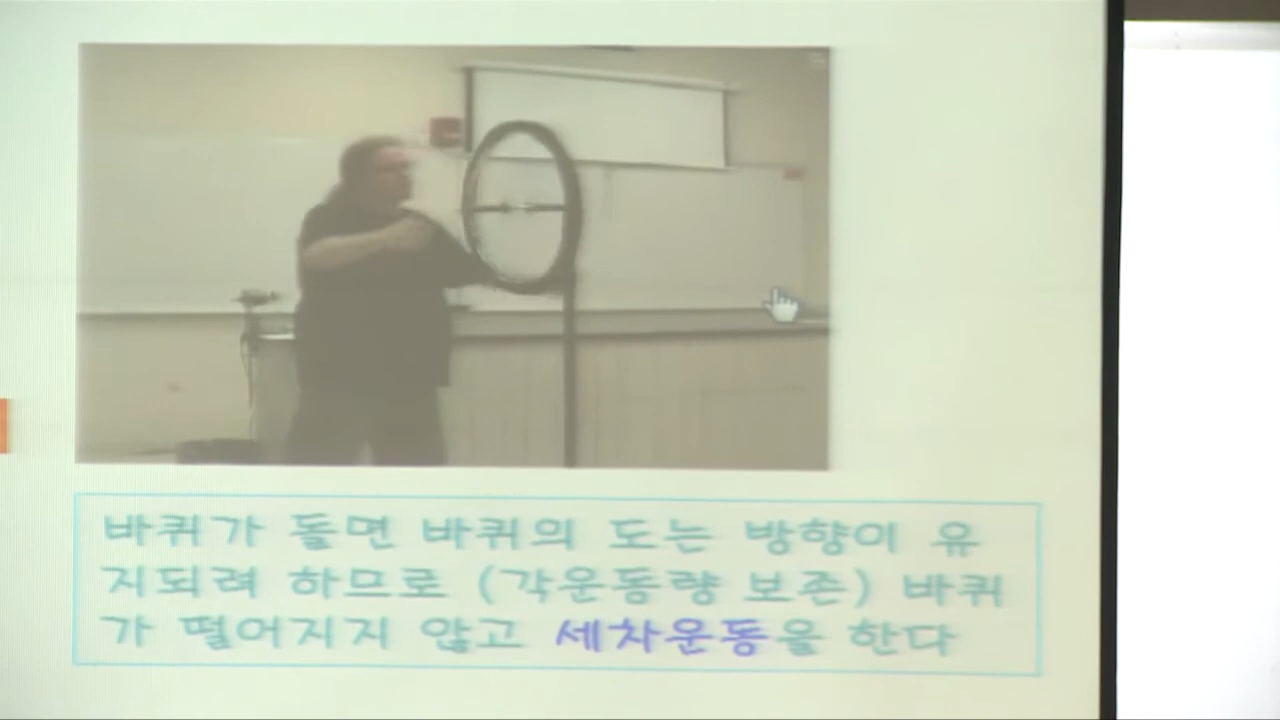 바퀴가 돌면 바퀴의 도는 방향이 유
지되려 하므로 (각운동량 보존) 바퀴
가 떨어지지 않고 세차운동을 한다